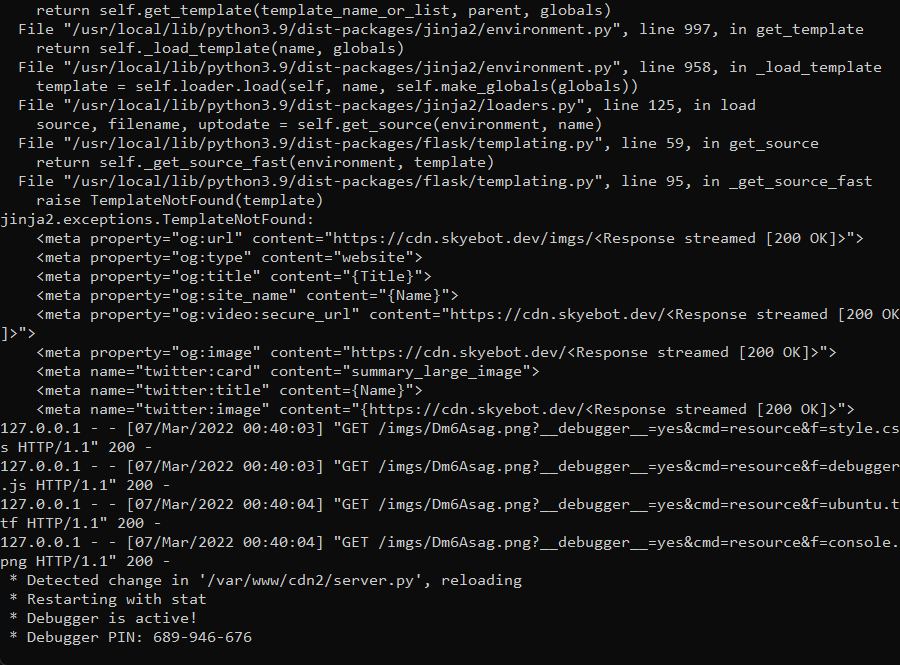 return self.get_template(template_name_or_list, parent, globals)
  File "/usr/local/lib/python3.9/dist-packages/jinja2/environment.py", line 997, in get_template
    return self._load_template(name, globals)
  File "/usr/local/lib/python3.9/dist-packages/jinja2/environment.py", line 958, in _load_template
    template = self.loader.load(self, name, self.make_globals(globals))
  File "/usr/local/lib/python3.9/dist-packages/jinja2/loaders.py", line 125, in load
    source, filename, uptodate = self.get_source(environment, name)
  File "/usr/local/lib/python3.9/dist-packages/flask/templating.py", line 59, in get_source
    return self._get_source_fast(environment, template)
  File "/usr/local/lib/python3.9/dist-packages/flask/templating.py", line 95, in _get_source_fast
    raise TemplateNotFound(template)
jinja2.exceptions.TemplateNotFound:
    <meta property="og:url" content="https://cdn.skyebot.dev/imgs/<Response streamed [200 OK]>">
    <meta property="og:type" content="website">
    <meta property="og:title" content="{Title}">
    <meta property="og:site_name" content="{Name}">
    <meta property="og:video:secure_url" content="https://cdn.skyebot.dev/<Response streamed [200 OK
]>">
    <meta property="og:image" content="https://cdn.skyebot.dev/<Response streamed [200 OK]>">
    <meta name="twitter:card" content="summary_large_image">
    <meta name="twitter:title" content={Name}">
    <meta name="twitter:image" content="{https://cdn.skyebot.dev/<Response streamed [200 OK]>">
127.0.0.1 - - [07/Mar/2022 00:40:03] "GET /imgs/Dm6Asag.png?__debugger__=yes&cmd=resource&f=style.cs
s HTTP/1.1" 200 -
127.0.0.1 - - [07/Mar/2022 00:40:03] "GET /imgs/Dm6Asag.png?__debugger__=yes&cmd=resource&f=debugger
.js HTTP/1.1" 200 -
127.0.0.1 - - [07/Mar/2022 00:40:04] "GET /imgs/Dm6Asag.png?__debugger__=yes&cmd=resource&f=ubuntu.t
tf HTTP/1.1" 200 -
127.0.0.1 - - [07/Mar/2022 00:40:04] "GET /imgs/Dm6Asag.png?__debugger__=yes&cmd=resource&f=console.
png HTTP/1.1" 200 -
 * Detected change in '/var/www/cdn2/server.py', reloading
 * Restarting with stat
 * Debugger is active!
 * Debugger PIN: 689-946-676